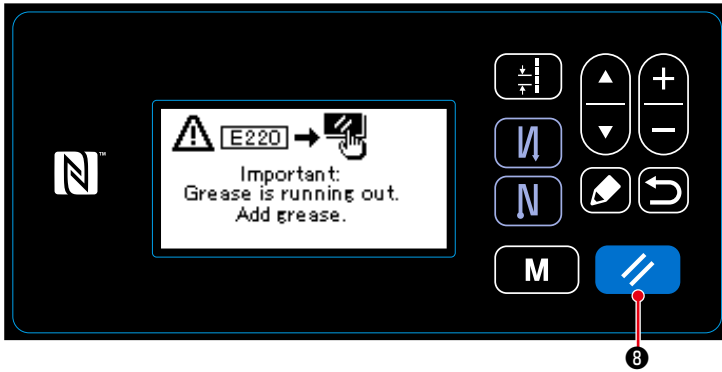 E220
Important:
Grease is running out.
Add grease.
M
8